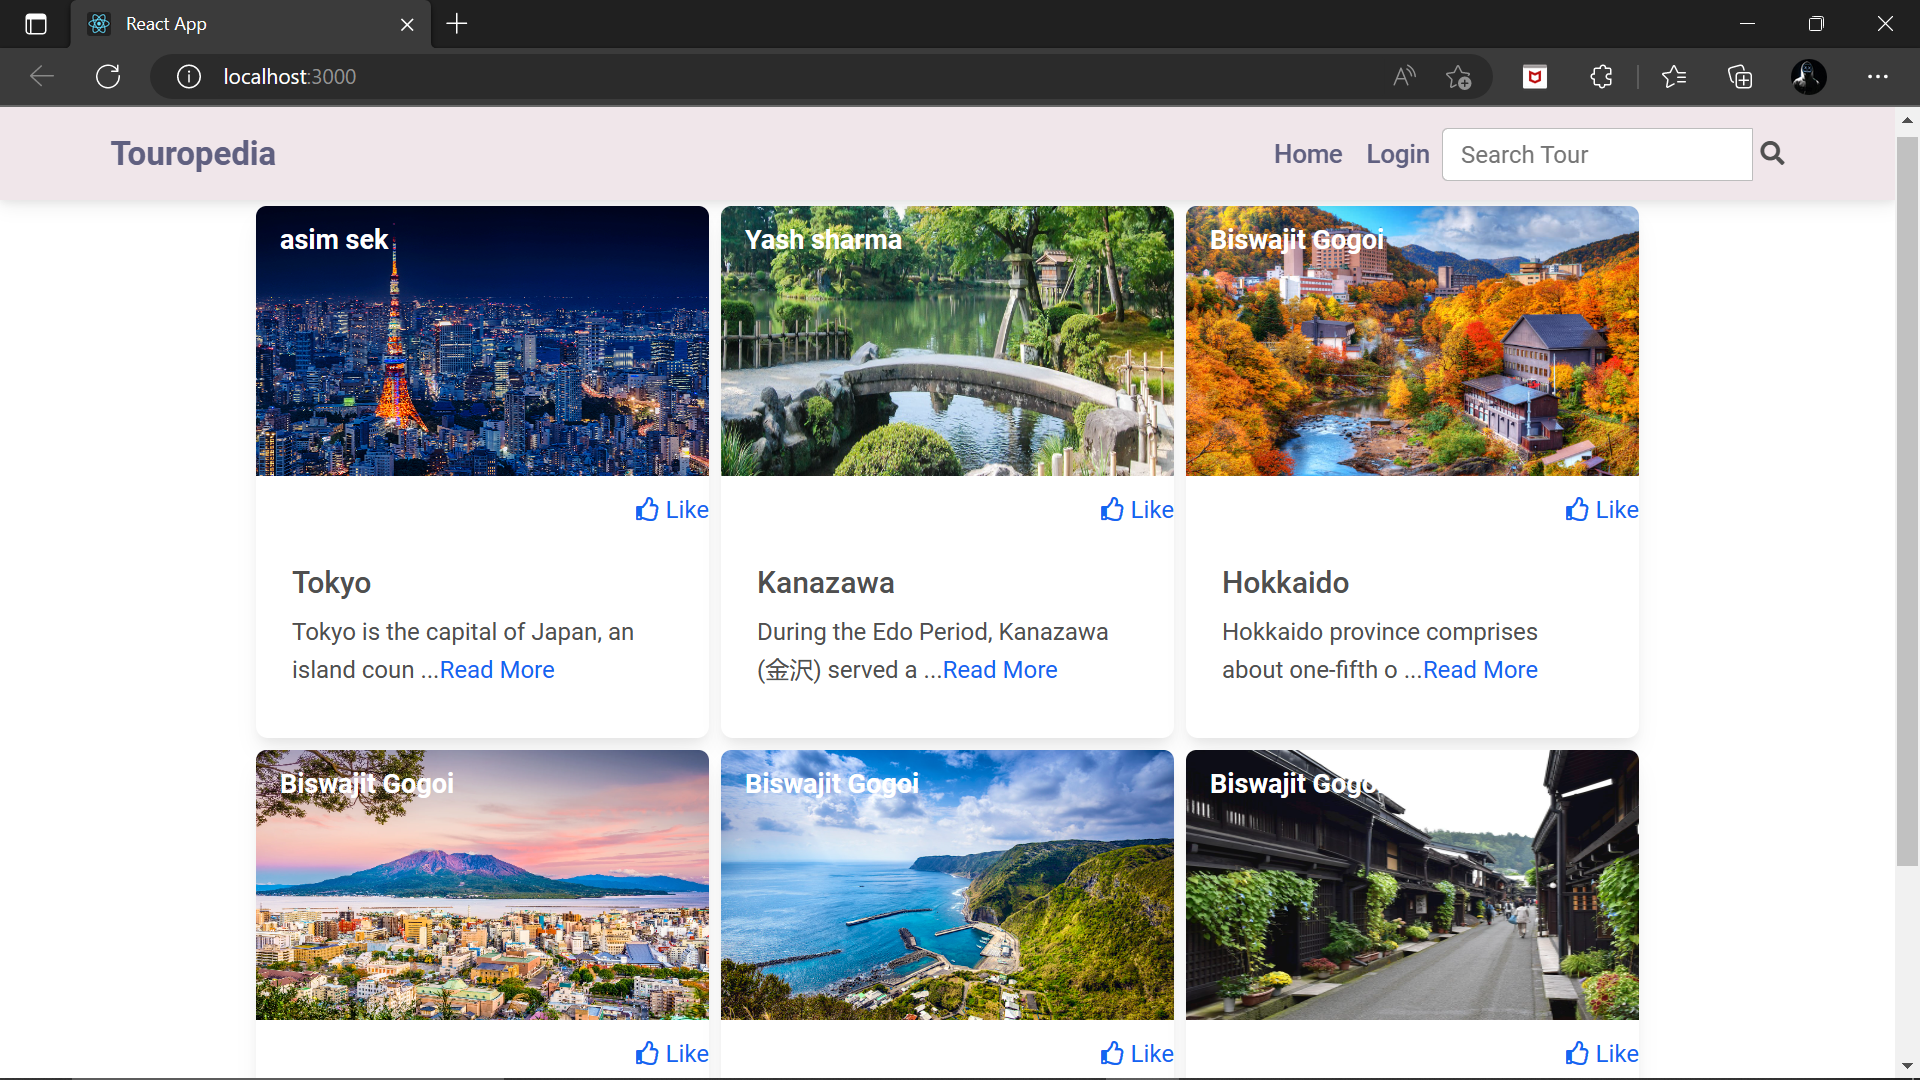 React App
localhost:3000
Touropedia
Home Login Search Tour
asim sek
Yash sharma
Biswajit Gogoi
Like
Like
Like
Tokyo
Tokyo is the capital of Japan, an
island coun ...Read More
Kanazawa
During the Edo Period, Kanazawa
(金沢) served a ...Read More
Hokkaido
Hokkaido province comprises
about one-fifth o ...Read More
Biswajit Gogoi
Biswajit Gogoi
Biswajit Gogoi
Like
Like
Like